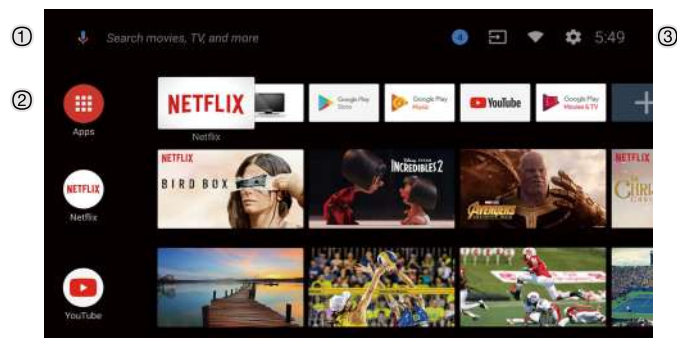 ① Search movies, TV, and more 4 5:49 ③
②
NETFLIX Google Play Store Google Play Music YouTube Google Play Movies & TV
Apps
Netflix
NETFLIX
BIRD BOX
INCREDIBLES 2
NETFLIX
NETFLIX
AVENGERS
Netflix
YouTube